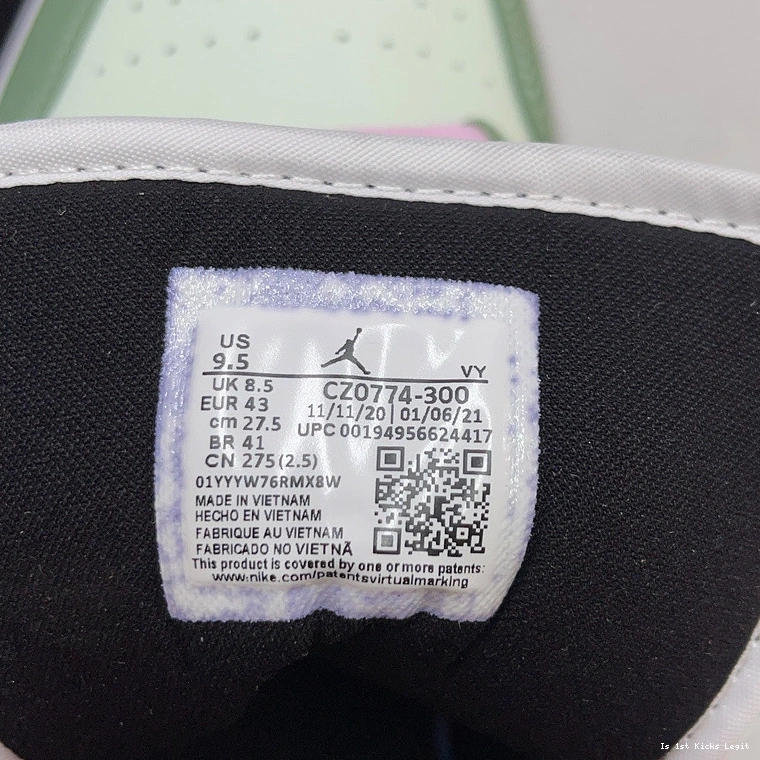 US
9.5
VY
UK 8.5
CZ0774-300
EUR 43
11/11/20 | 01/06/21
cm 27.5
UPC 00194956624417
BR 41
CN 275 (2.5)
01YYYW76RMX8W
MADE IN VIETNAM
HECHO EN VIETNAM
FABRIQUE AU VIETNAM
FABRICADO NO VIETNÃ
This product is covered by one or more patents:
www.nike.com/patentsvirtualmarking
Is 1st Kicks Legit